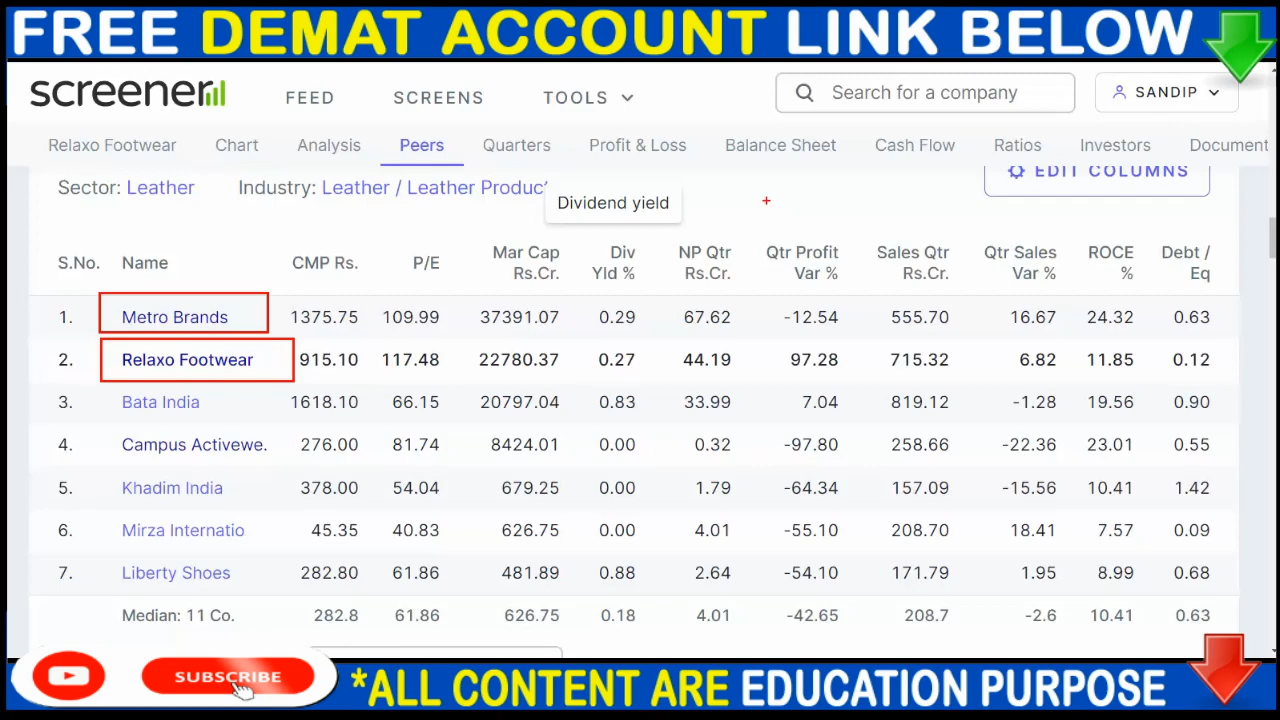 FREE DEMAT ACCOUNT LINK BELOW
screener FEED SCREENS TOOLS Search for a company SANDIP
Relaxo Footwear Chart Analysis Peers Quarters Profit & Loss Balance Sheet Cash Flow Ratios Investors Document
Sector: Leather Industry: Leather / Leather Product EDIT COLUMNS
Dividend yield
S.No. Name CMP Rs. P/E Mar Cap Rs.Cr. Div Yld % NP Qtr Rs.Cr. Qtr Profit Var % Sales Qtr Rs.Cr. Qtr Sales Var % ROCE % Debt / Eq
1. Metro Brands 1375.75 109.99 37391.07 0.29 67.62 -12.54 555.70 16.67 24.32 0.63
2. Relaxo Footwear 915.10 117.48 22780.37 0.27 44.19 97.28 715.32 6.82 11.85 0.12
3. Bata India 1618.10 66.15 20797.04 0.83 33.99 7.04 819.12 -1.28 19.56 0.90
4. Campus Activewe. 276.00 81.74 8424.01 0.00 0.32 -97.80 258.66 -22.36 23.01 0.55
5. Khadim India 378.00 54.04 679.25 0.00 1.79 -64.34 157.09 -15.56 10.41 1.42
6. Mirza Internatio 45.35 40.83 626.75 0.00 4.01 -55.10 208.70 18.41 7.57 0.09
7. Liberty Shoes 282.80 61.86 481.89 0.88 2.64 -54.10 171.79 1.95 8.99 0.68
Median: 11 Co. 282.8 61.86 626.75 0.18 4.01 -42.65 208.7 -2.6 10.41 0.63
SUBSCRIBE
*ALL CONTENT ARE EDUCATION PURPOSE